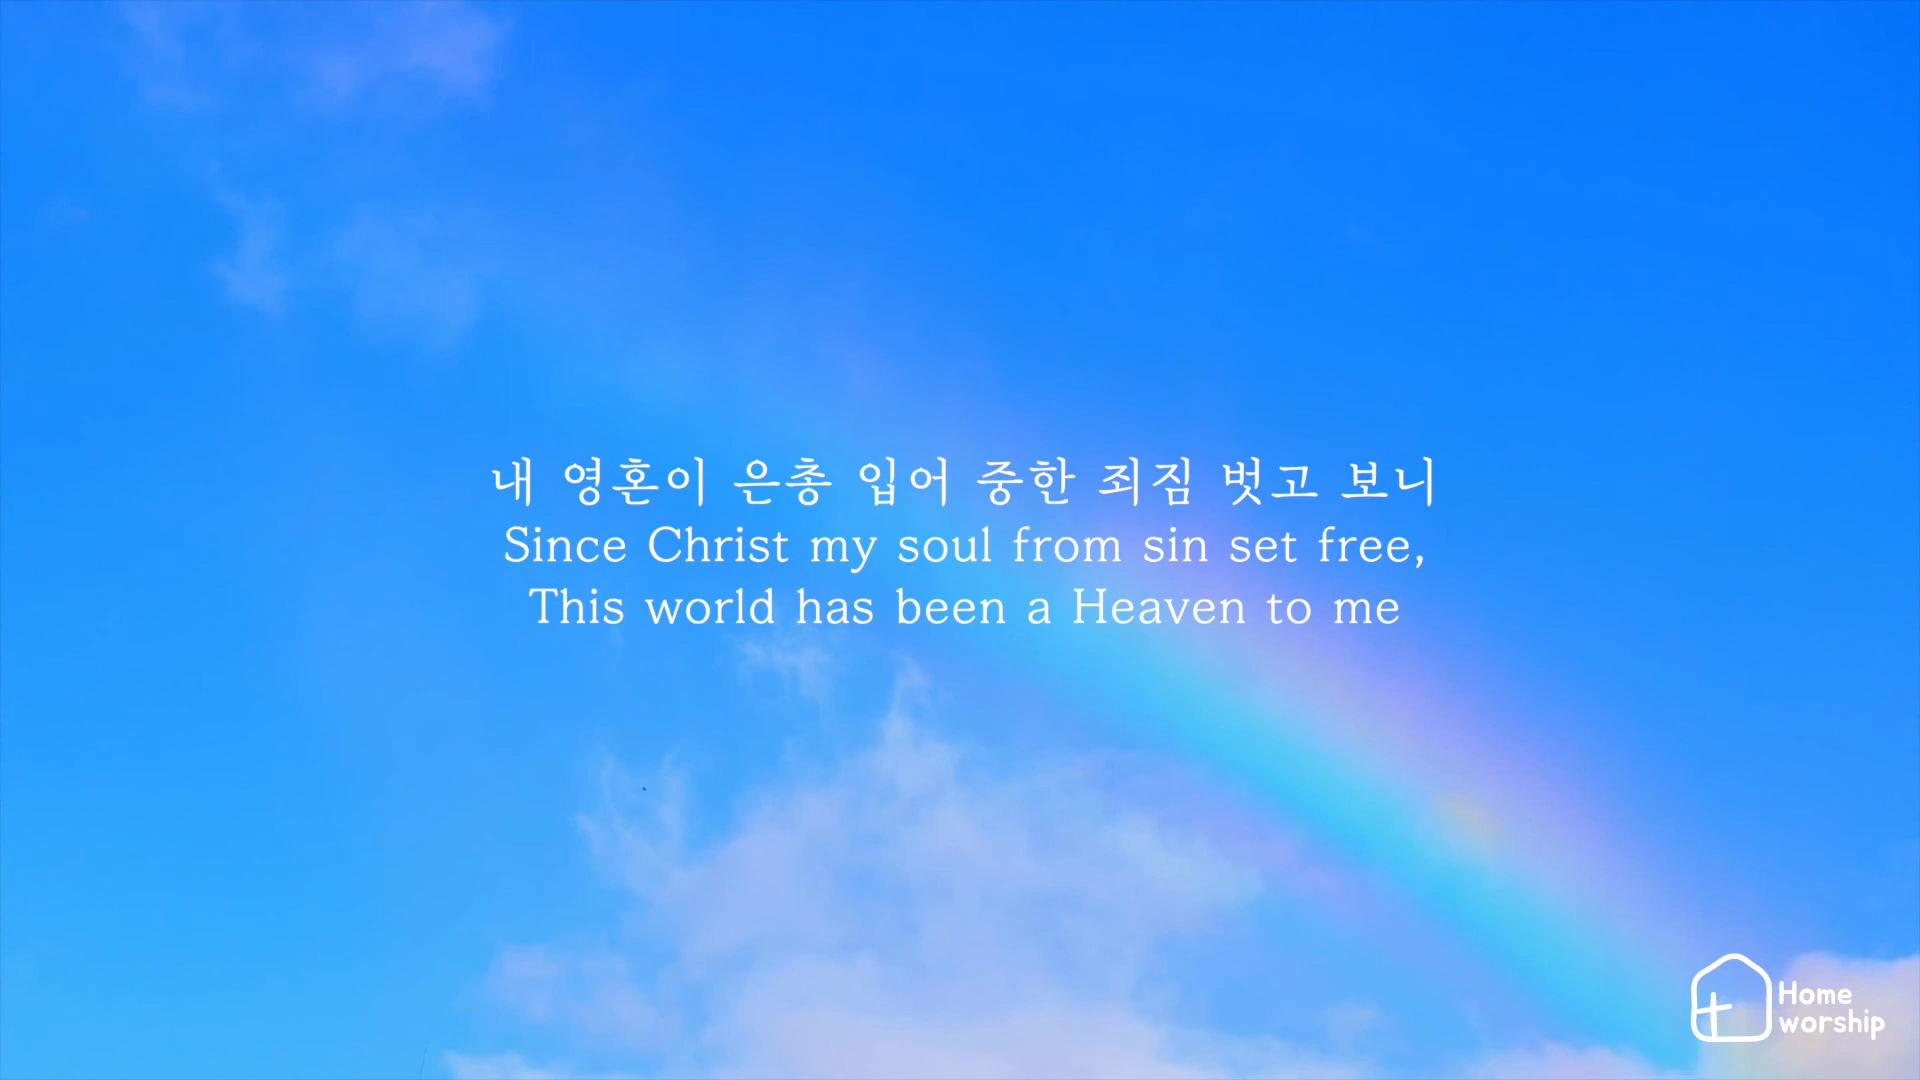 내 영혼이 은총 입어 중한 죄짐 벗고 보니
Since Christ my soul from sin set free,
This world has been a Heaven to me
Home
worship